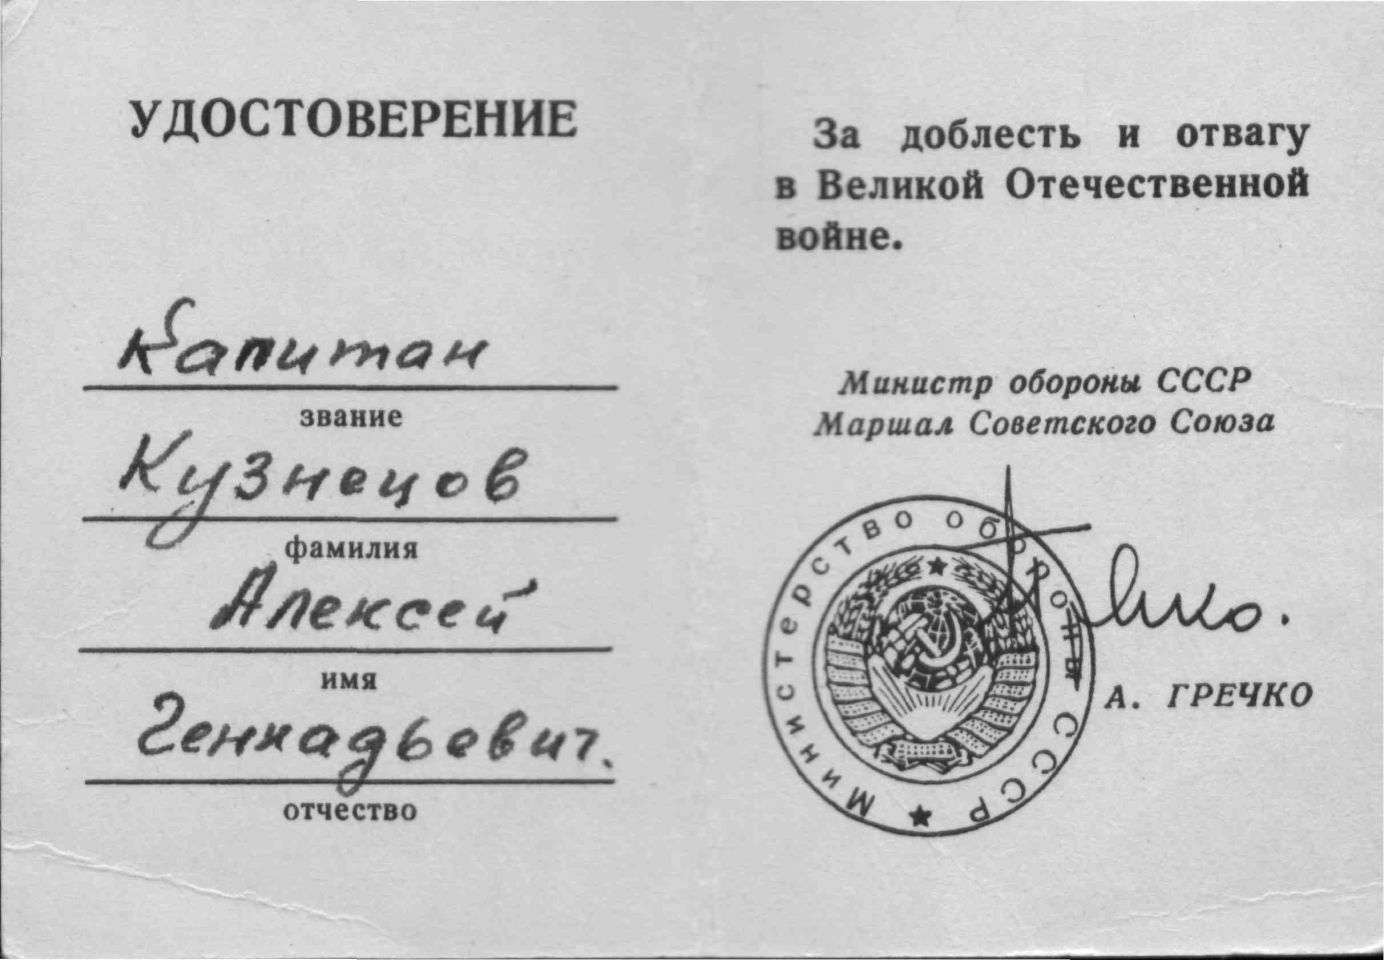 УДОСТОВЕРЕНИЕ
Капитан
звание
Кузнецов
фамилия
Алексей
имя
Геннадьевич.
отчество
За доблесть и отвагу
в Великой Отечественной
войне.
Министр обороны СССР
Маршал Советского Союза
Министерство обороны СССР
А. ГРЕЧКО